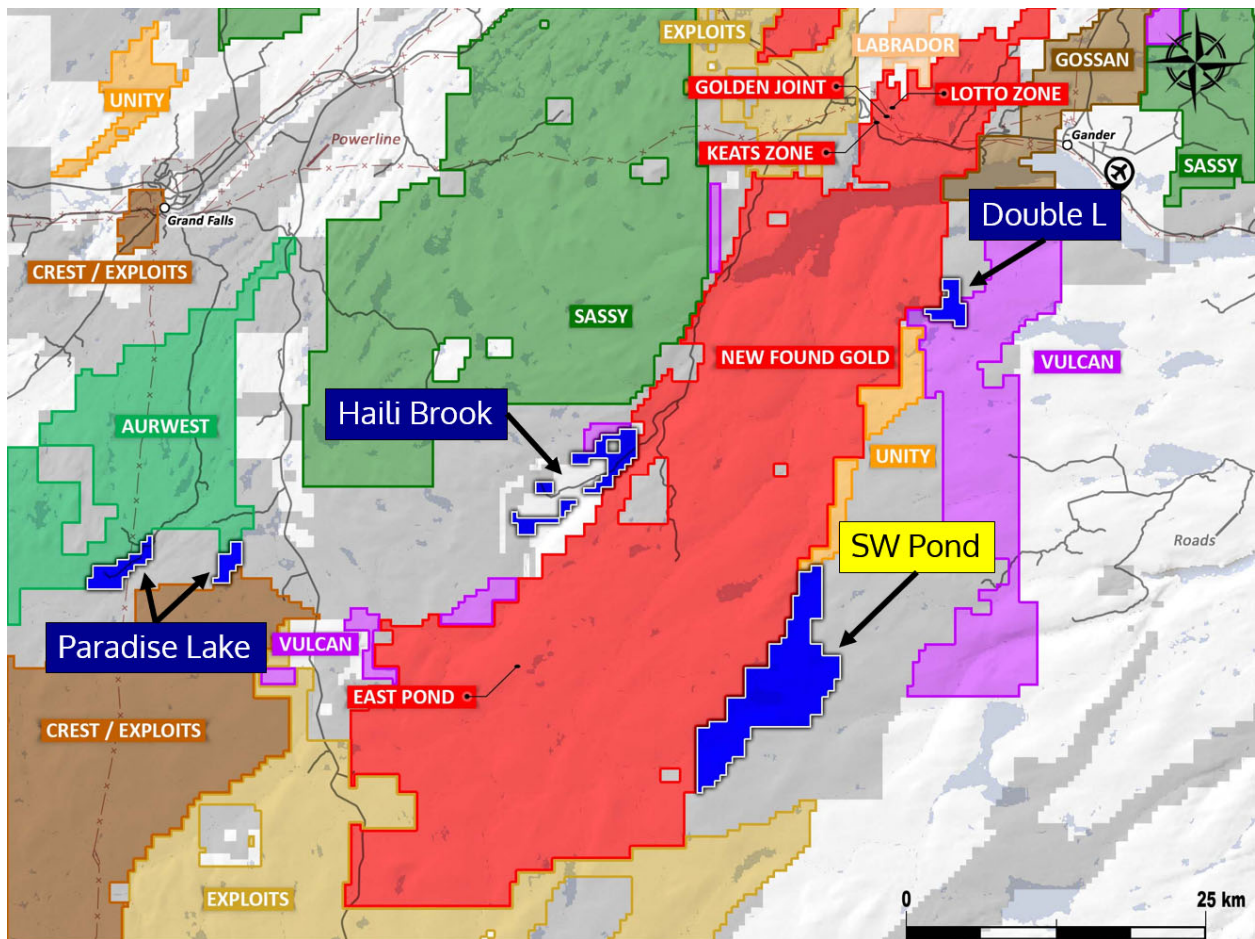 EXPLOITS
LABRADOR
GOSSAN
UNITY
GOLDEN JOINT
LOTTO ZONE
Powerline
KEATS ZONE
Gander
SASSY
Grand Falls
Double L
CREST / EXPLOITS
SASSY
NEW FOUND GOLD
VULCAN
Haili Brook
AURWEST
UNITY
SW Pond
Roads
Paradise Lake
VULCAN
EAST POND
CREST / EXPLOITS
EXPLOITS
0
25 km